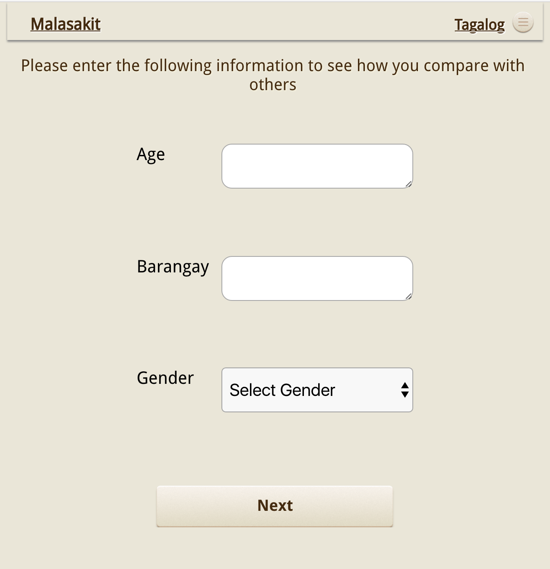 Malasakit Tagalog
Please enter the following information to see how you compare with
others
Age
Barangay
Gender Select Gender
Next